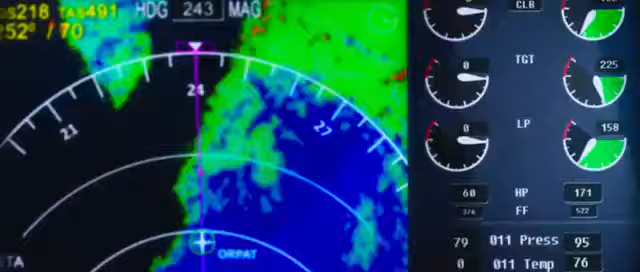 GS218 TAS491 HDG 243 MAG
252° / 70
21
24
27
ORPAT
ETA
CLB
0 TGT 225
0 LP 158
60 HP 171
376 FF 522
79 011 Press 95
0 011 Temp 76